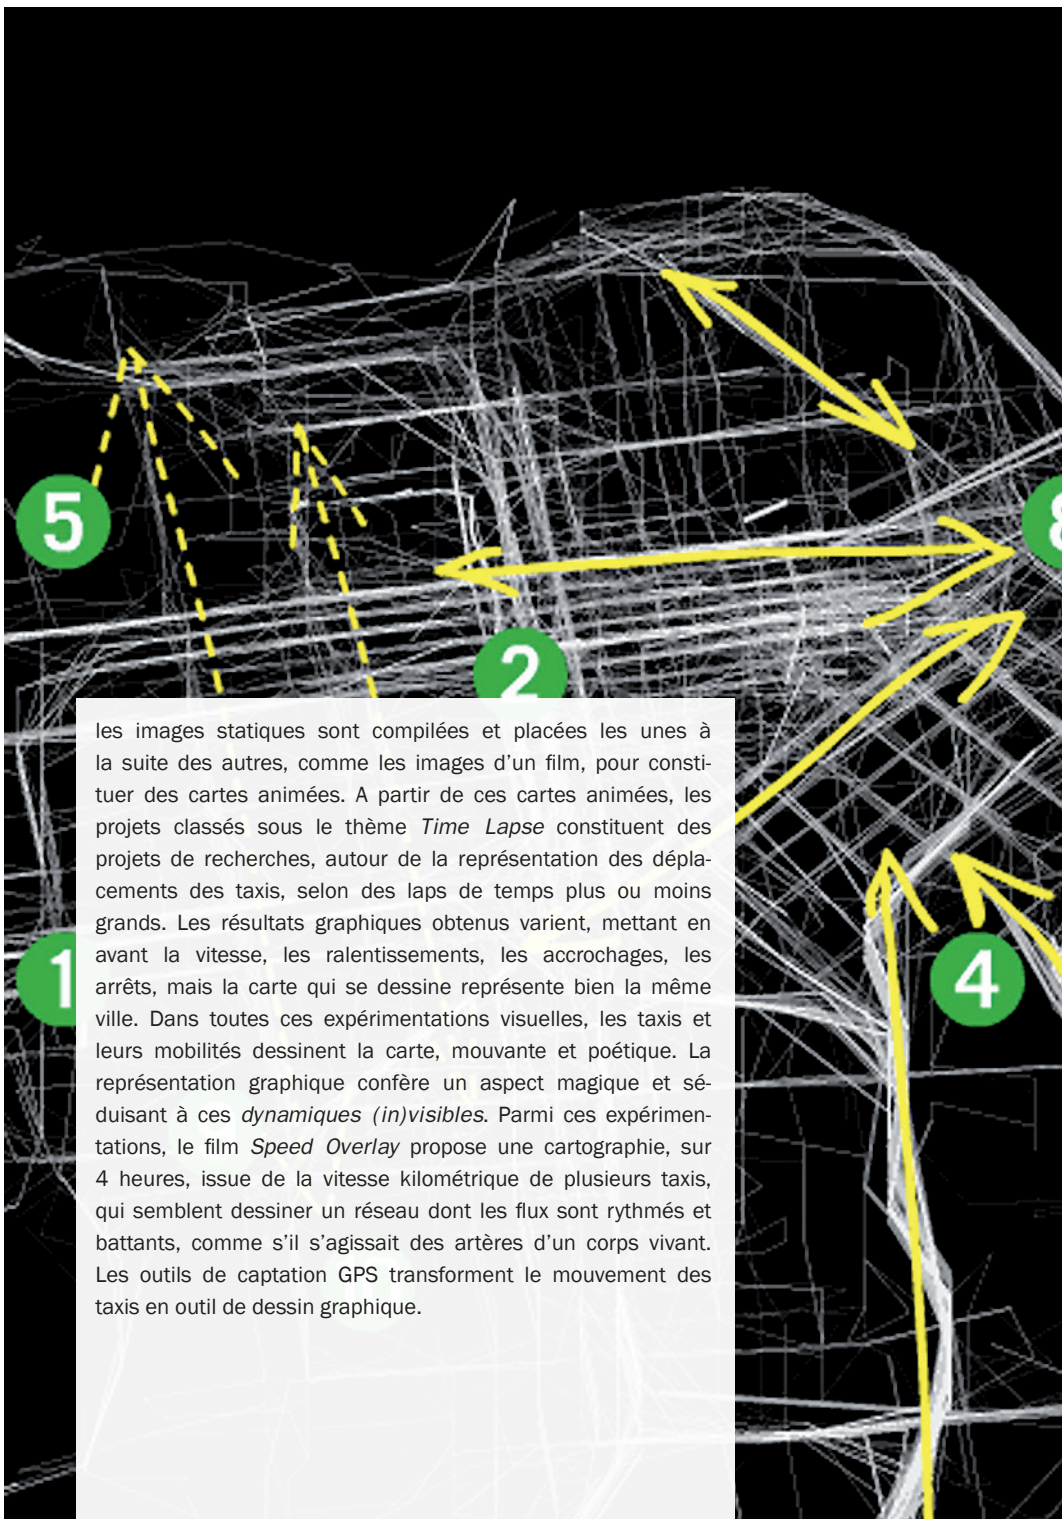 5
8
2
les images statiques sont compilées et placées les unes à
la suite des autres, comme les images d'un film, pour consti-
tuer des cartes animées. A partir de ces cartes animées, les
projets classés sous le thème Time Lapse constituent des
projets de recherches, autour de la représentation des dépla-
cements des taxis, selon des laps de temps plus ou moins
grands. Les résultats graphiques obtenus varient, mettant en
avant la vitesse, les ralentissements, les accrochages, les
arrêts, mais la carte qui se dessine représente bien la même
ville. Dans toutes ces expérimentations visuelles, les taxis et
leurs mobilités dessinent la carte, mouvante et poétique. La
représentation graphique confère un aspect magique et sé-
duisant à ces dynamiques (in)visibles. Parmi ces expérimen-
tations, le film Speed Overlay propose une cartographie, sur
4 heures, issue de la vitesse kilométrique de plusieurs taxis,
qui semblent dessiner un réseau dont les flux sont rythmés et
battants, comme s'il s'agissait des artères d'un corps vivant.
Les outils de captation GPS transforment le mouvement des
taxis en outil de dessin graphique.
1
4